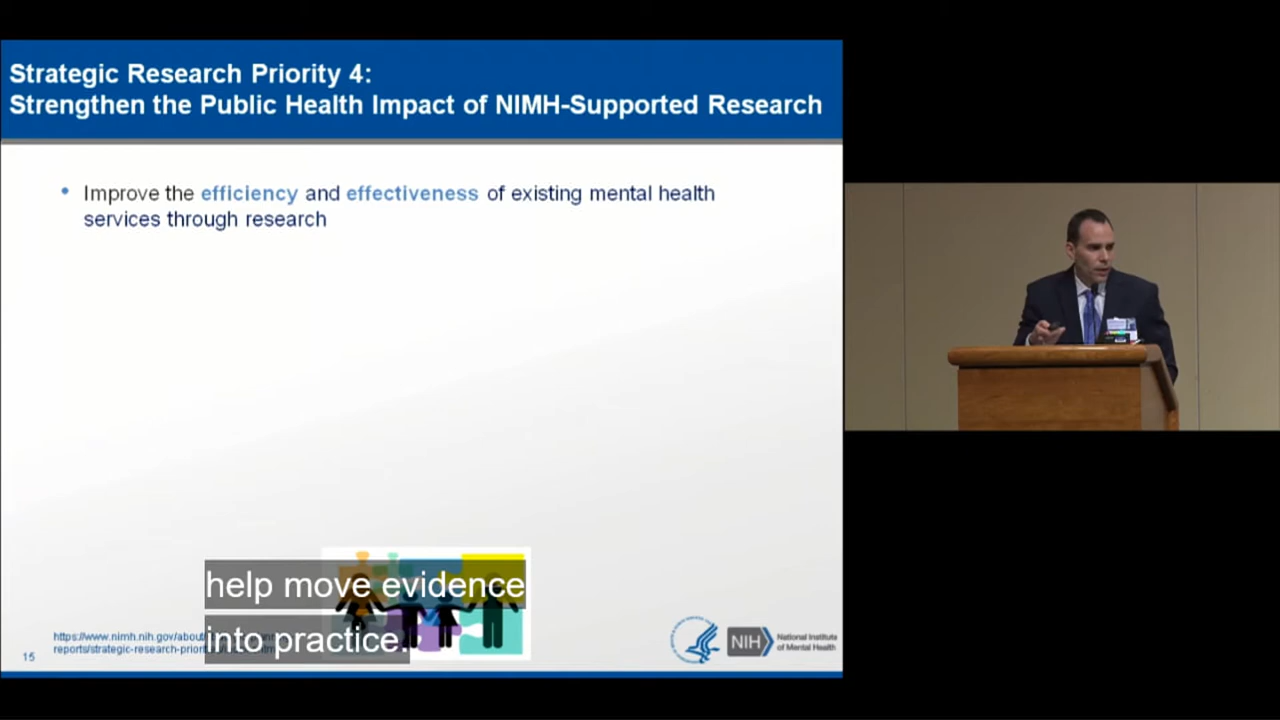 Strategic Research Priority 4:
Strengthen the Public Health Impact of NIMH-Supported Research
• Improve the efficiency and effectiveness of existing mental health
services through research
help move evidence
into practice.
https://www.nimh.nih.gov/about
reports/strategic-research-prior
15
NIH
National Institute
of Mental Health